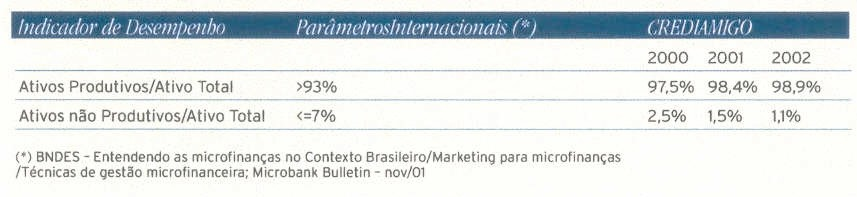 Indicador de Desempenho ParâmetrosInternacionais (*) CREDIAMIGO
2000 2001 2002
Ativos Produtivos/Ativo Total >93% 97,5% 98,4% 98,9%
Ativos não Produtivos/Ativo Total <=7% 2,5% 1,5% 1,1%
(*) BNDES - Entendendo as microfinanças no Contexto Brasileiro/Marketing para microfinanças
/Técnicas de gestão microfinanceira; Microbank Bulletin - nov/01